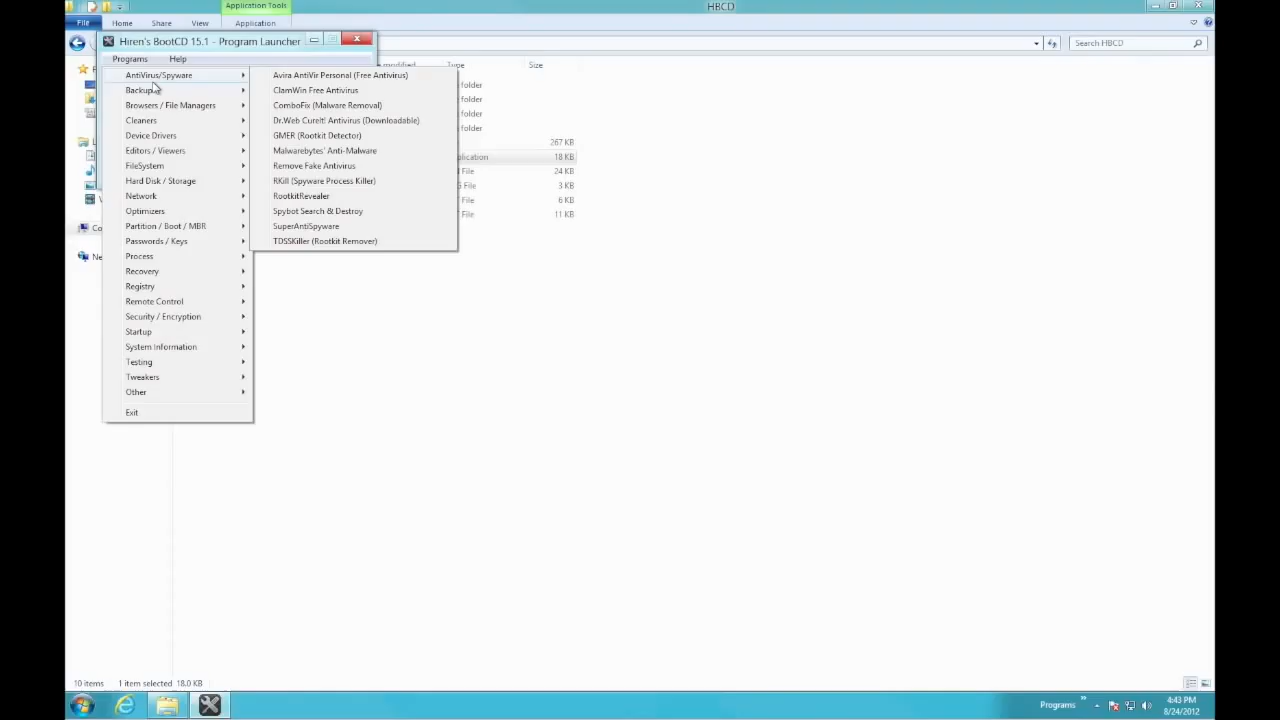 Application Tools
HBCD
File Home Share View Application
Hiren's BootCD 15.1 - Program Launcher
Search HBCD
Programs Help
modified Type Size
AntiVirus/Spyware
Backup
Browsers / File Managers
Cleaners
Device Drivers
Editors / Viewers
FileSystem
Hard Disk / Storage
Network
Optimizers
Partition / Boot / MBR
Passwords / Keys
Process
Recovery
Registry
Remote Control
Security / Encryption
Startup
System Information
Testing
Tweakers
Other
Exit
Avira AntiVir Personal (Free Antivirus)
ClamWin Free Antivirus
ComboFix (Malware Removal)
Dr.Web CureIt! Antivirus (Downloadable)
GMER (Rootkit Detector)
Malwarebytes' Anti-Malware
Remove Fake Antivirus
RKill (Spyware Process Killer)
RootkitRevealer
Spybot Search & Destroy
SuperAntiSpyware
TDSSKiller (Rootkit Remover)
folder
folder
folder
folder
267 KB
18 KB
File 24 KB
File 3 KB
File 6 KB
File 11 KB
10 items 1 item selected 18.0 KB
Programs
4:43 PM
8/24/2012